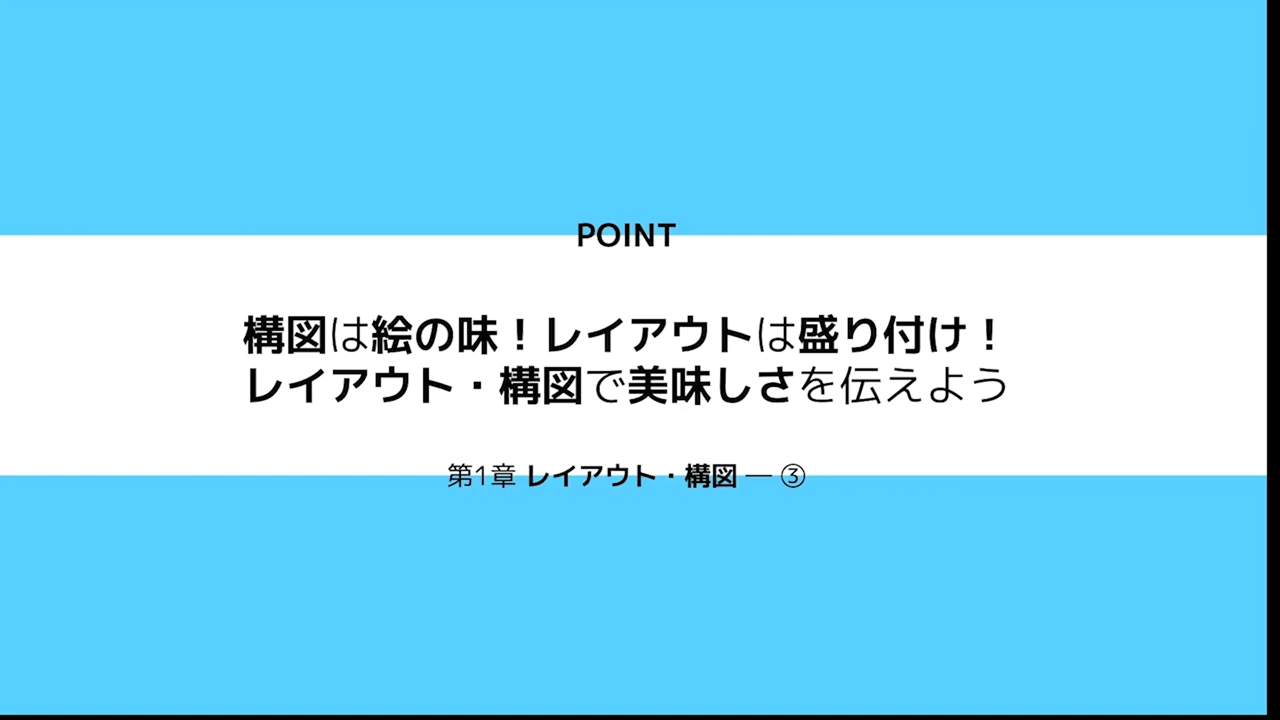 POINT
構図は絵の味！レイアウトは盛り付け！
レイアウト・構図で美味しさを伝えよう
第1章 レイアウト・構図 ― ③